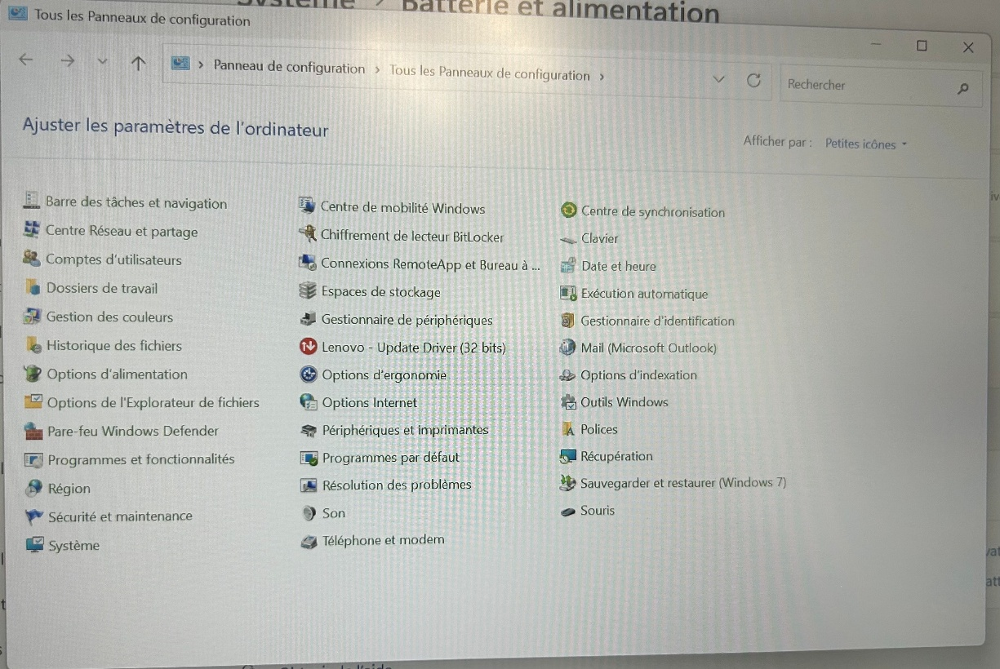 Système > Batterie et alimentation
Tous les Panneaux de configuration
Panneau de configuration > Tous les Panneaux de configuration >
Rechercher
Ajuster les paramètres de l'ordinateur
Afficher par : Petites icônes
Barre des tâches et navigation
Centre Réseau et partage
Comptes d'utilisateurs
Dossiers de travail
Gestion des couleurs
Historique des fichiers
Options d'alimentation
Options de l'Explorateur de fichiers
Pare-feu Windows Defender
Programmes et fonctionnalités
Région
Sécurité et maintenance
Système
Centre de mobilité Windows
Chiffrement de lecteur BitLocker
Connexions RemoteApp et Bureau à ...
Espaces de stockage
Gestionnaire de périphériques
Lenovo - Update Driver (32 bits)
Options d'ergonomie
Options Internet
Périphériques et imprimantes
Programmes par défaut
Résolution des problèmes
Son
Téléphone et modem
Centre de synchronisation
Clavier
Date et heure
Exécution automatique
Gestionnaire d'identification
Mail (Microsoft Outlook)
Options d'indexation
Outils Windows
Polices
Récupération
Sauvegarder et restaurer (Windows 7)
Souris